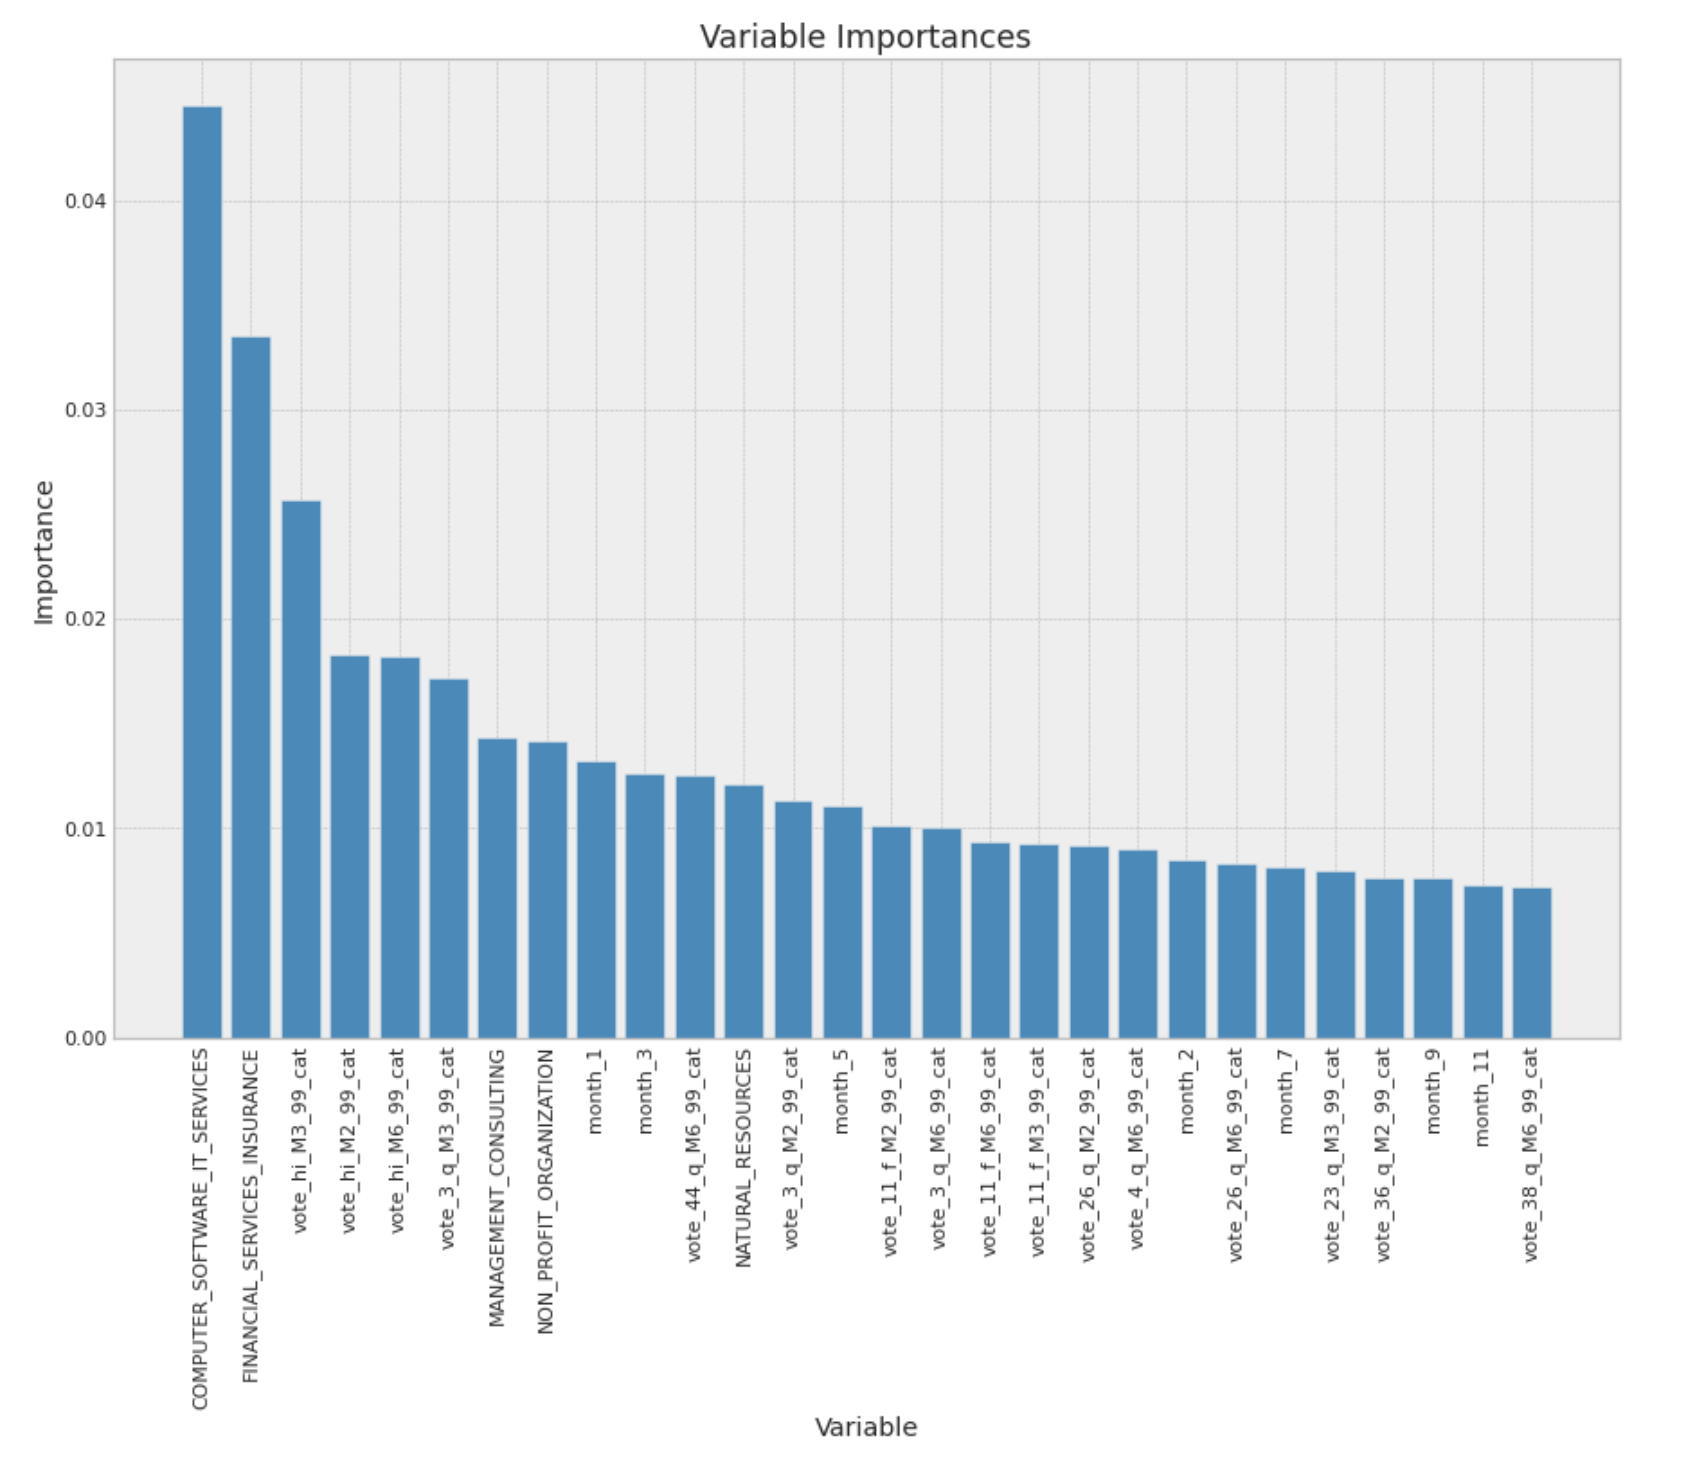 Variable Importances
Importance
0.04
0.03
0.02
0.01
0.00
COMPUTER_SOFTWARE_IT_SERVICES
FINANCIAL_SERVICES_INSURANCE
vote_hi_M3_99_cat
vote_hi_M2_99_cat
vote_hi_M6_99_cat
vote_3_q_M3_99_cat
MANAGEMENT_CONSULTING
NON_PROFIT_ORGANIZATION
month_1
month_3
vote_44_q_M6_99_cat
NATURAL_RESOURCES
vote_3_q_M2_99_cat
month_5
vote_11_f_M2_99_cat
vote_3_q_M6_99_cat
vote_11_f_M6_99_cat
vote_11_f_M3_99_cat
vote_26_q_M2_99_cat
vote_4_q_M6_99_cat
month_2
vote_26_q_M6_99_cat
month_7
vote_23_q_M3_99_cat
vote_36_q_M2_99_cat
month_9
month_11
vote_38_q_M6_99_cat
Variable